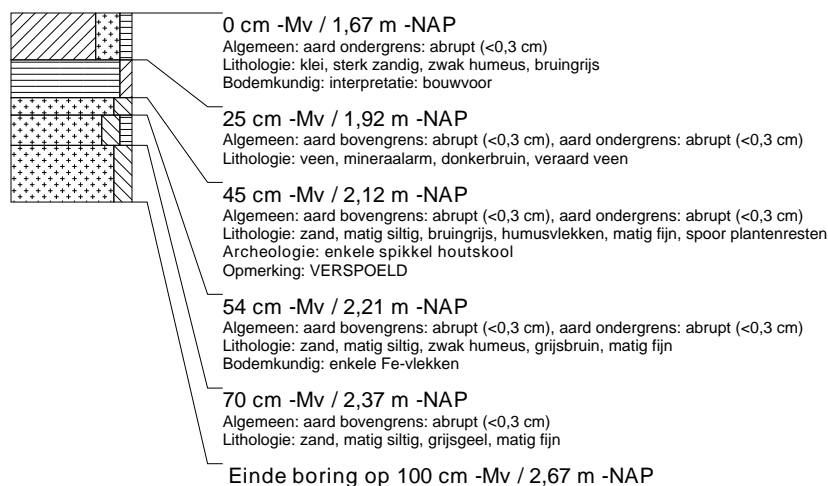 0 cm -Mv / 1,67 m -NAP
Algemeen: aard ondergrens: abrupt (<0,3 cm)
Lithologie: klei, sterk zandig, zwak humeus, bruingrijs
Bodemkundig: interpretatie: bouwvoor
25 cm -Mv / 1,92 m -NAP
Algemeen: aard bovengrens: abrupt (<0,3 cm), aard ondergrens: abrupt (<0,3 cm)
Lithologie: veen, mineraalarm, donkerbruin, veraard veen
45 cm -Mv / 2,12 m -NAP
Algemeen: aard bovengrens: abrupt (<0,3 cm), aard ondergrens: abrupt (<0,3 cm)
Lithologie: zand, matig siltig, bruingrijs, humusvlekken, matig fijn, spoor plantenresten
Archeologie: enkele spikkel houtskool
Opmerking: VERSPOELD
54 cm -Mv / 2,21 m -NAP
Algemeen: aard bovengrens: abrupt (<0,3 cm), aard ondergrens: abrupt (<0,3 cm)
Lithologie: zand, matig siltig, zwak humeus, grijsbruin, matig fijn
Bodemkundig: enkele Fe-vlekken
70 cm -Mv / 2,37 m -NAP
Algemeen: aard bovengrens: abrupt (<0,3 cm)
Lithologie: zand, matig siltig, grijsgeel, matig fijn
Einde boring op 100 cm -Mv / 2,67 m -NAP